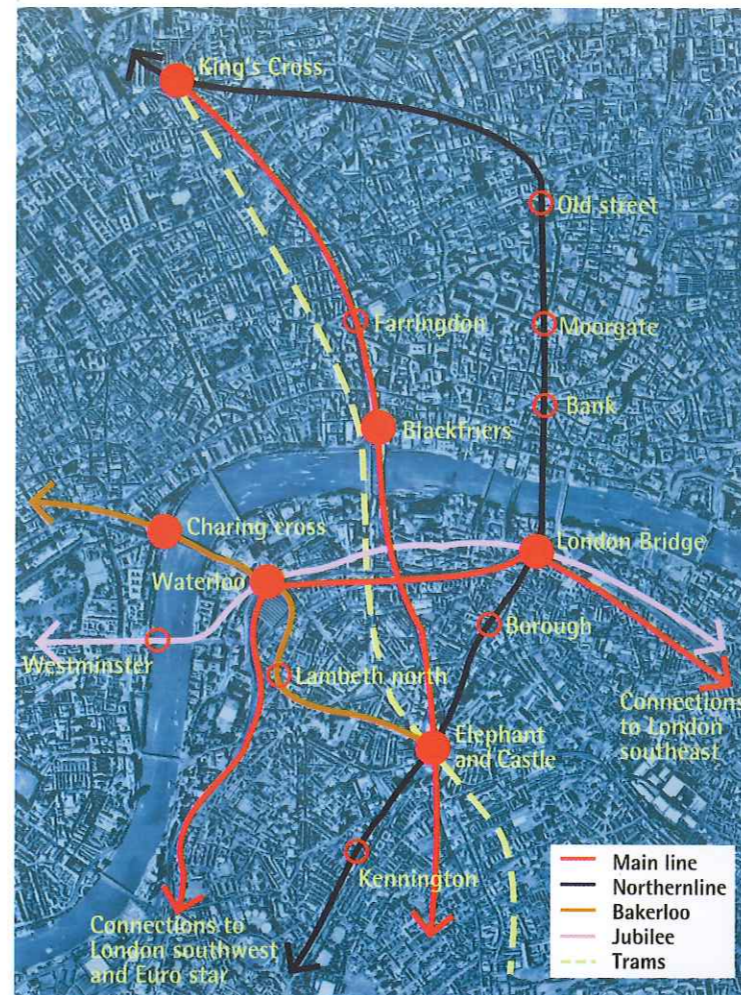 King's Cross
Old street
Farringdon
Moorgate
Bank
Blackfriers
Charing cross
London Bridge
Waterloo
Borough
Westminster
Lambeth north
Connections
to London
southeast
Elephant
and Castle
Kennington
Connections to
London southwest
and Euro star
Main line
Northernline
Bakerloo
Jubilee
Trams